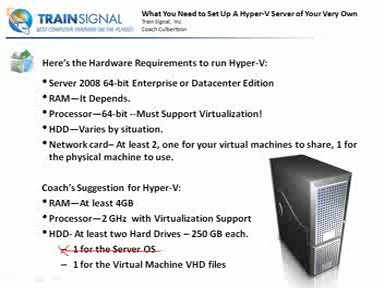 TRAINSIGNAL
BEST COMPUTER TRAINING ON THE PLANET!
What You Need to Set Up A Hyper-V Server of Your Very Own
Train Signal, Inc.
Coach Culbertson
Here's the Hardware Requirements to run Hyper-V:
• Server 2008 64-bit Enterprise or Datacenter Edition
• RAM—It Depends.
• Processor—64-bit --Must Support Virtualization!
• HDD—Varies by situation.
• Network card– At least 2, one for your virtual machines to share, 1 for
the physical machine to use.
Coach's Suggestion for Hyper-V:
• RAM—At least 4GB
• Processor—2 GHz with Virtualization Support
• HDD- At least two Hard Drives – 250 GB each.
– 1 for the Server OS
– 1 for the Virtual Machine VHD files